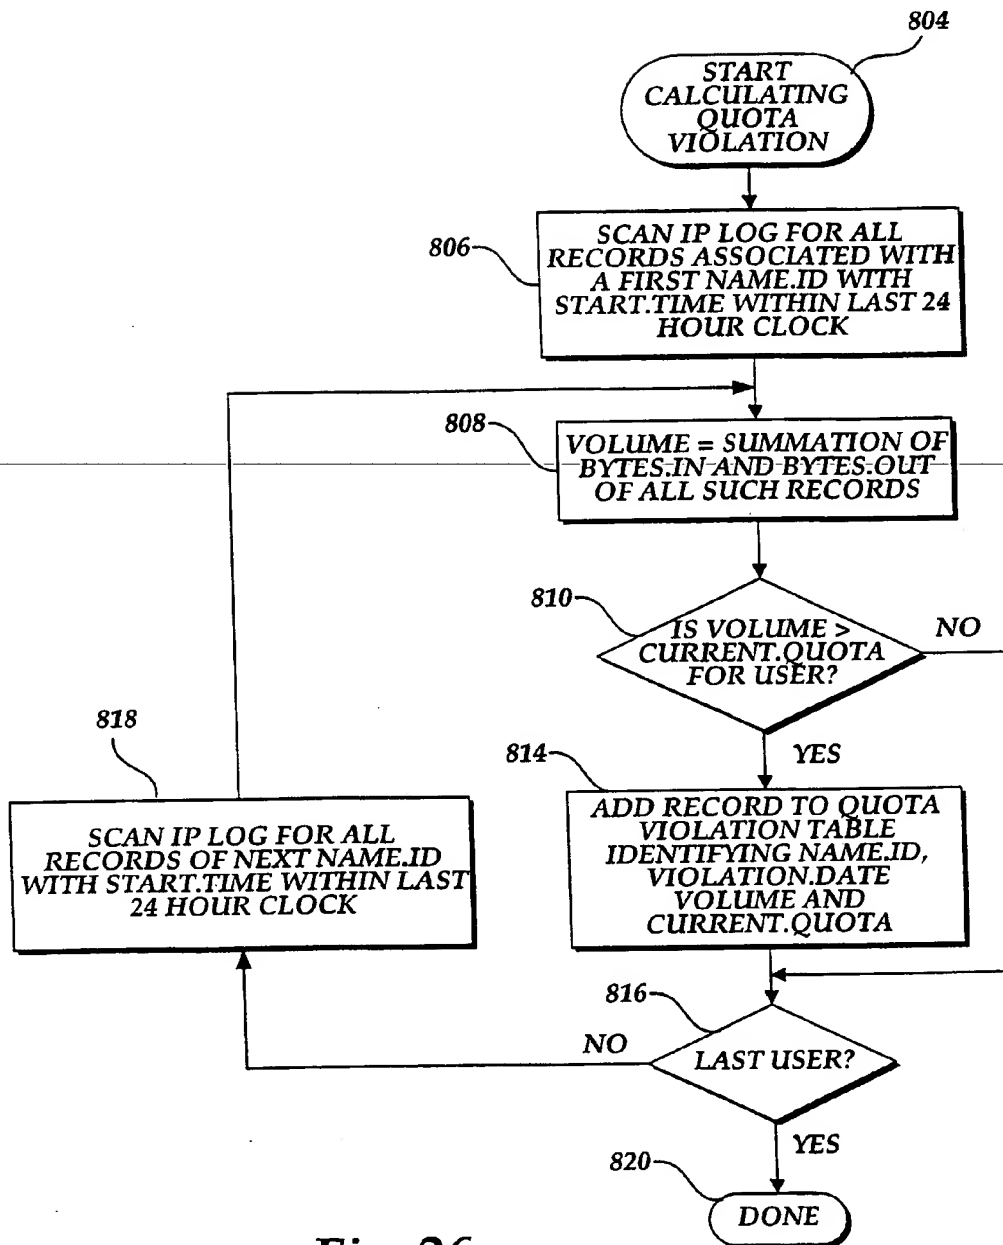 804
START
CALCULATING
QUOTA
VIOLATION
806
SCAN IP LOG FOR ALL
RECORDS ASSOCIATED WITH
A FIRST NAME.ID WITH
START.TIME WITHIN LAST 24
HOUR CLOCK
808
VOLUME = SUMMATION OF
BYTES.IN AND BYTES.OUT
OF ALL SUCH RECORDS
810
IS VOLUME >
CURRENT.QUOTA
FOR USER?
NO
YES
814
ADD RECORD TO QUOTA
VIOLATION TABLE
IDENTIFYING NAME.ID,
VIOLATION.DATE
VOLUME AND
CURRENT.QUOTA
818
SCAN IP LOG FOR ALL
RECORDS OF NEXT NAME.ID
WITH START.TIME WITHIN LAST
24 HOUR CLOCK
816
LAST USER?
NO
YES
820
DONE